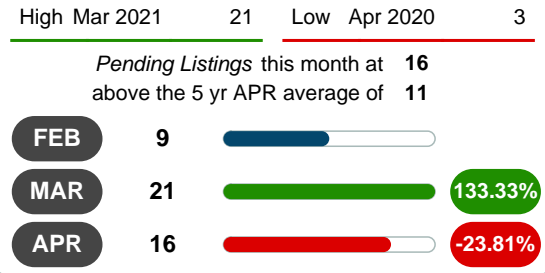 High Mar 2021 21 Low Apr 2020 3
Pending Listings this month at 16
above the 5 yr APR average of 11
FEB 9
MAR 21 133.33%
APR 16 -23.81%